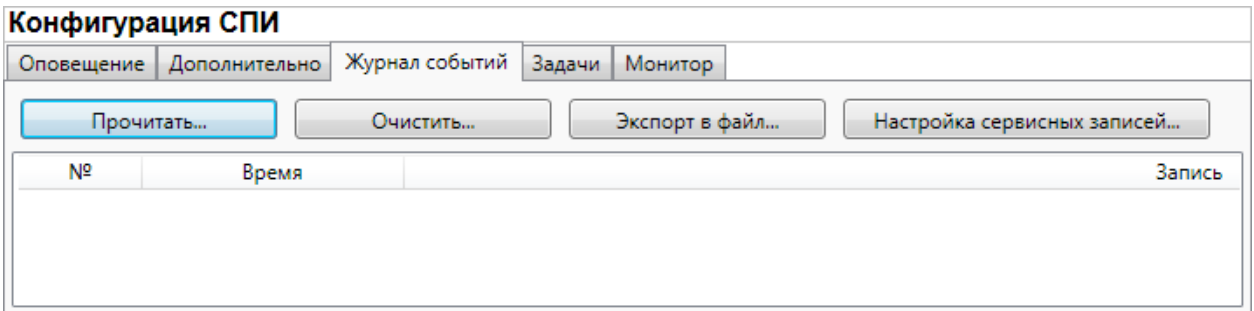 Конфигурация СПИ
Оповещение Дополнительно Журнал событий Задачи Монитор
Прочитать... Очистить... Экспорт в файл... Настройка сервисных записей...
№ Время Запись